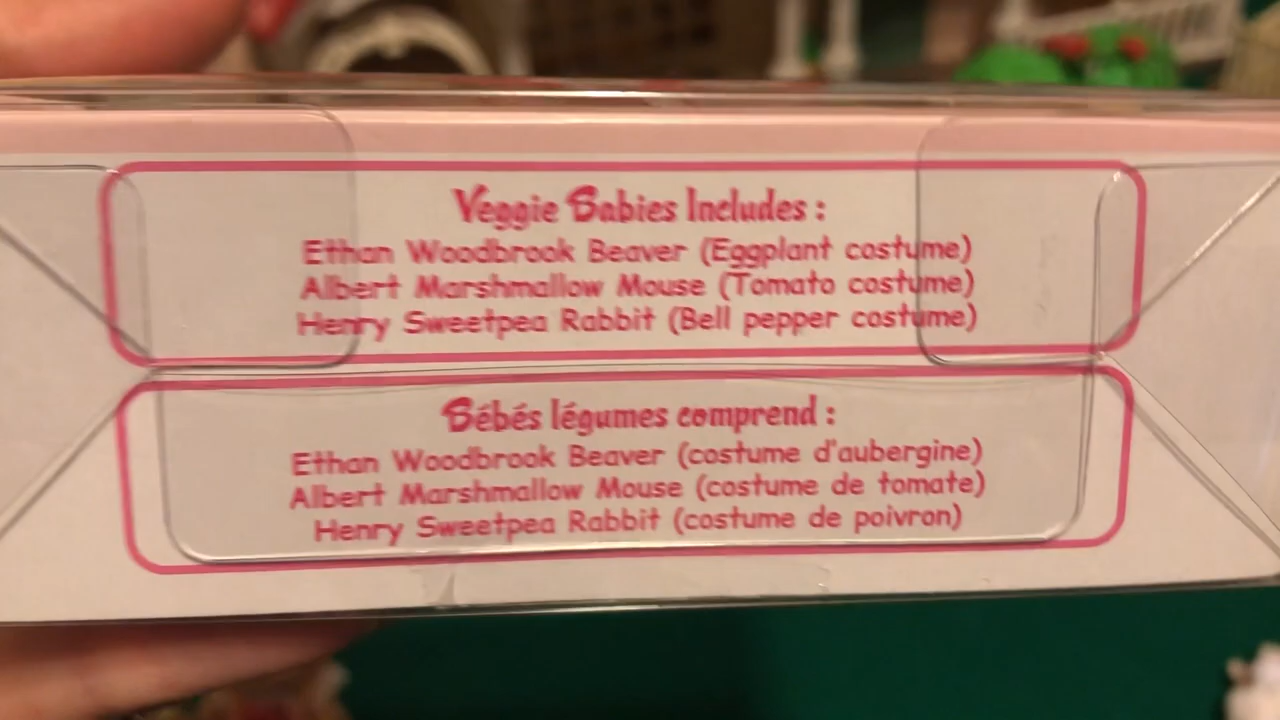 Veggie Babies Includes :
Ethan Woodbrook Beaver (Eggplant costume)
Albert Marshmallow Mouse (Tomato costume)
Henry Sweetpea Rabbit (Bell pepper costume)
Bébés légumes comprend :
Ethan Woodbrook Beaver (costume d'aubergine)
Albert Marshmallow Mouse (costume de tomate)
Henry Sweetpea Rabbit (costume de poivron)